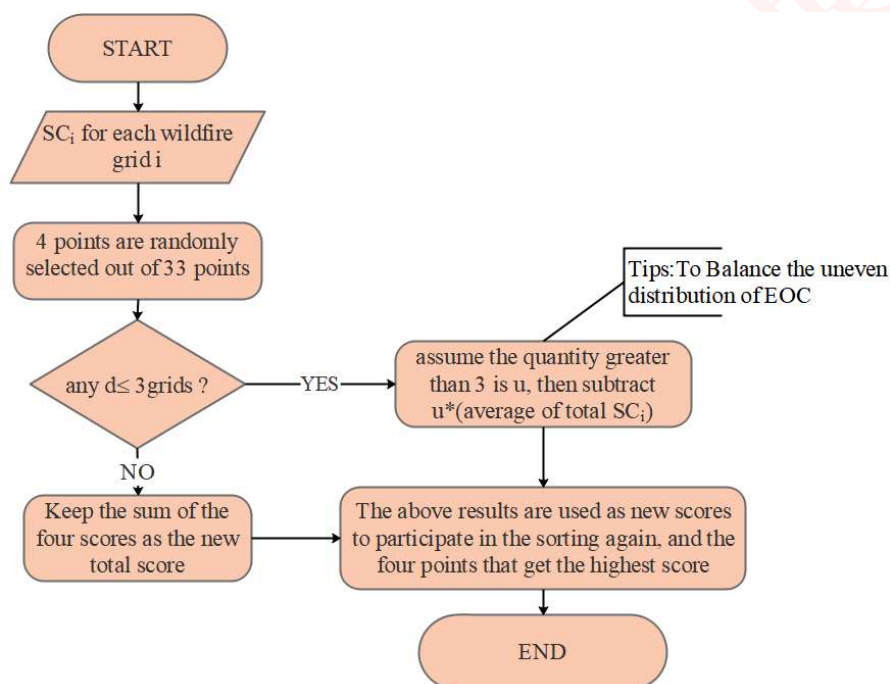 START
SCi for each wildfire
grid i
4 points are randomly
selected out of 33 points
Tips:To Balance the uneven
distribution of EOC
any d≤ 3grids ?
YES
assume the quantity greater
than 3 is u, then subtract
u*(average of total SCi)
NO
Keep the sum of the
four scores as the new
total score
The above results are used as new scores
to participate in the sorting again, and the
four points that get the highest score
END